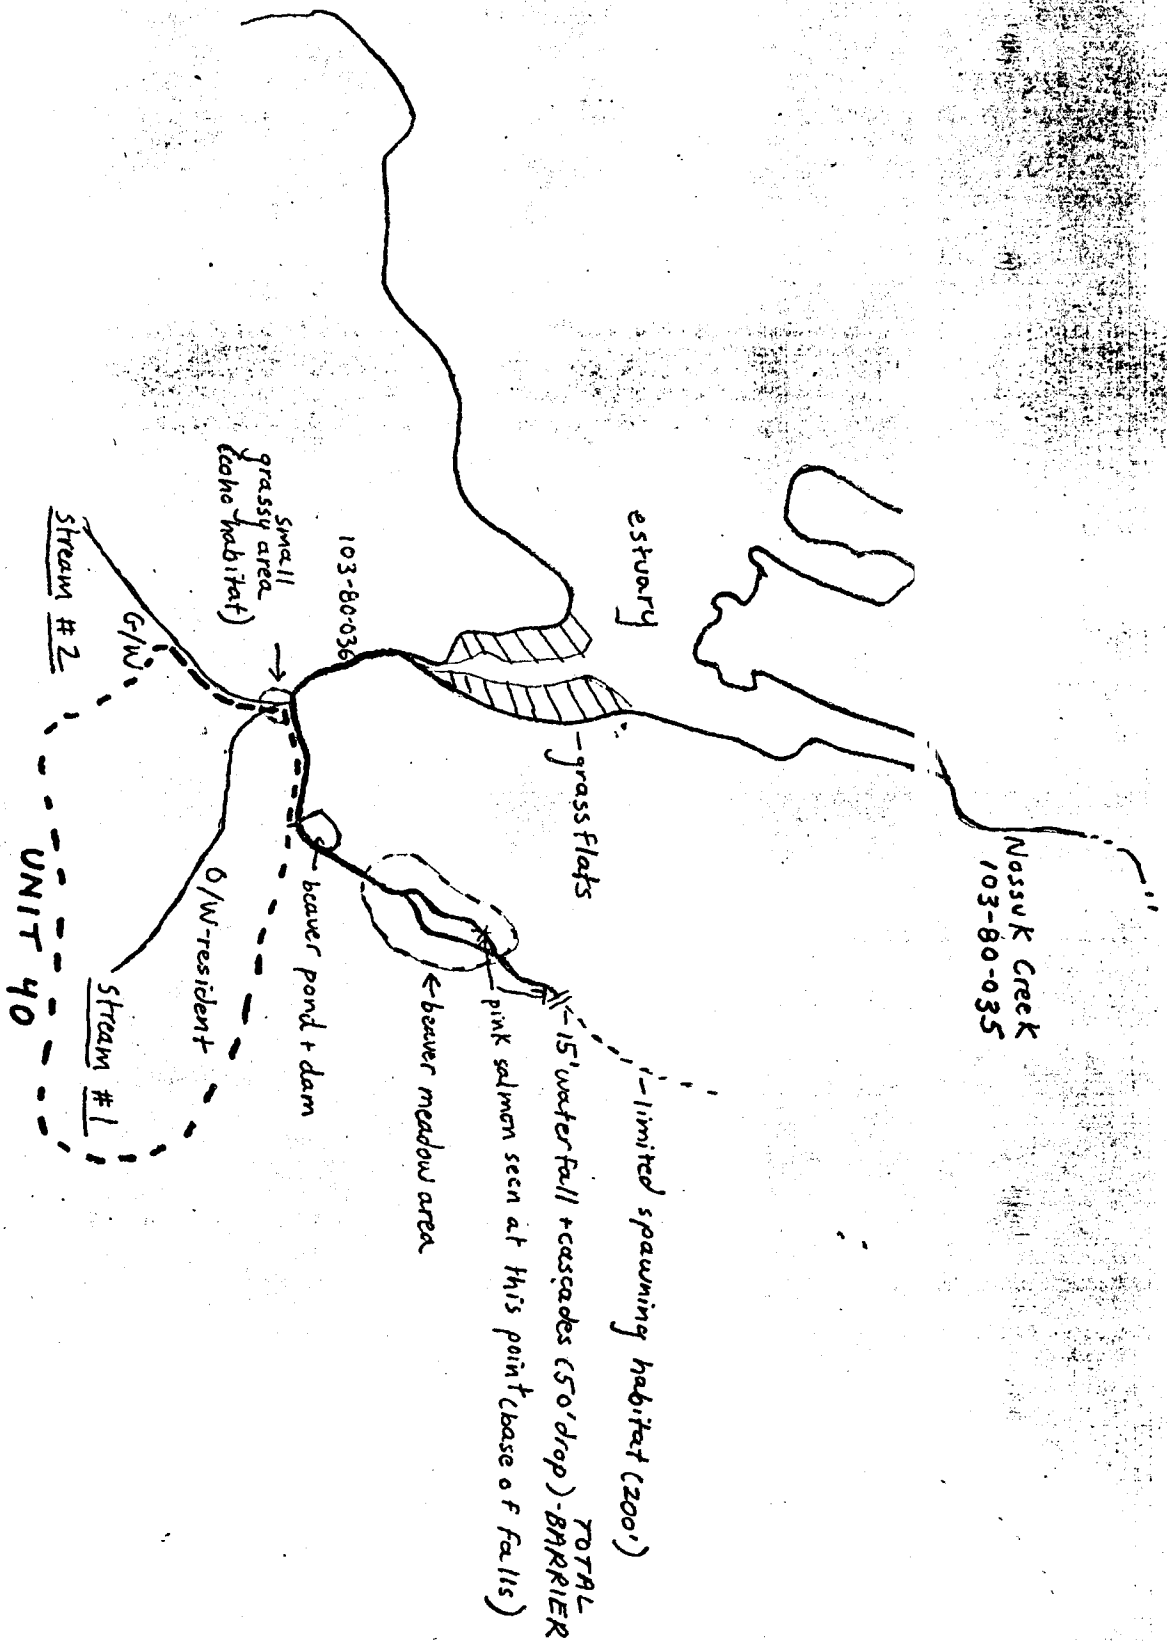 Nossuk Creek
103-80-035
estuary
-grass flats
103-80-036
small
grassy area
(coho habitat)
-limited spawning habitat (200')
-15' waterfall + cascades (50' drop) - TOTAL
BARRIER
pink salmon seen at this point (base of falls)
←beaver meadow area
beaver pond + dam
G/W
Stream #2
O/W-resident
Stream #1
UNIT 40